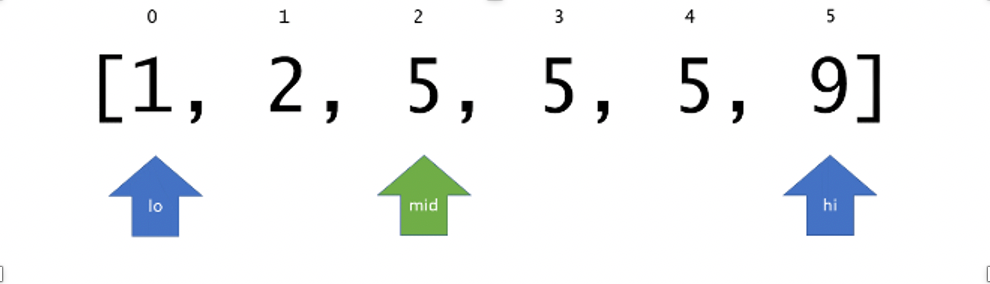 0 1 2 3 4 5
[1, 2, 5, 5, 5, 9]
lo mid hi